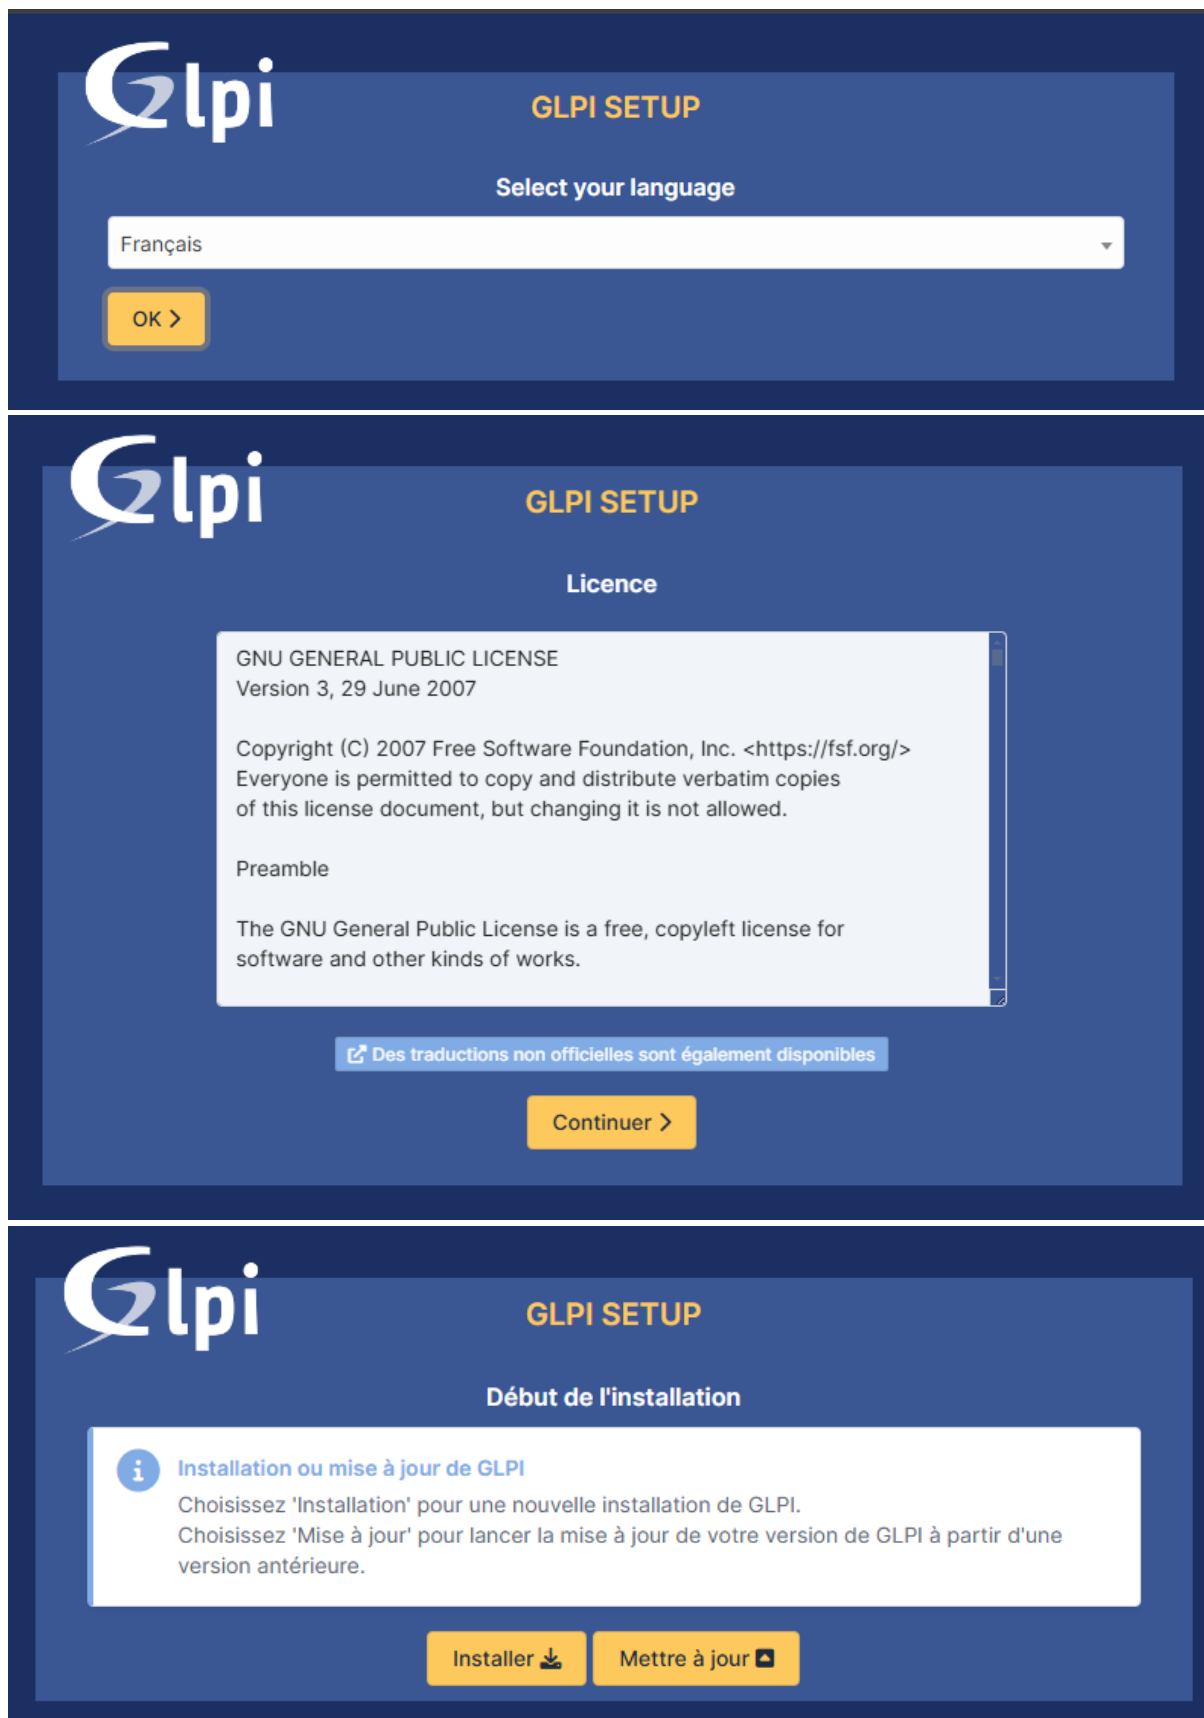 Glpi
GLPI SETUP
Select your language
Français
OK
Glpi
GLPI SETUP
Licence
GNU GENERAL PUBLIC LICENSE
Version 3, 29 June 2007
Copyright (C) 2007 Free Software Foundation, Inc. <https://fsf.org/>
Everyone is permitted to copy and distribute verbatim copies
of this license document, but changing it is not allowed.
Preamble
The GNU General Public License is a free, copyleft license for
software and other kinds of works.
Des traductions non officielles sont également disponibles
Continuer
Glpi
GLPI SETUP
Début de l'installation
Installation ou mise à jour de GLPI
Choisissez 'Installation' pour une nouvelle installation de GLPI.
Choisissez 'Mise à jour' pour lancer la mise à jour de votre version de GLPI à partir d'une
version antérieure.
Installer
Mettre à jour